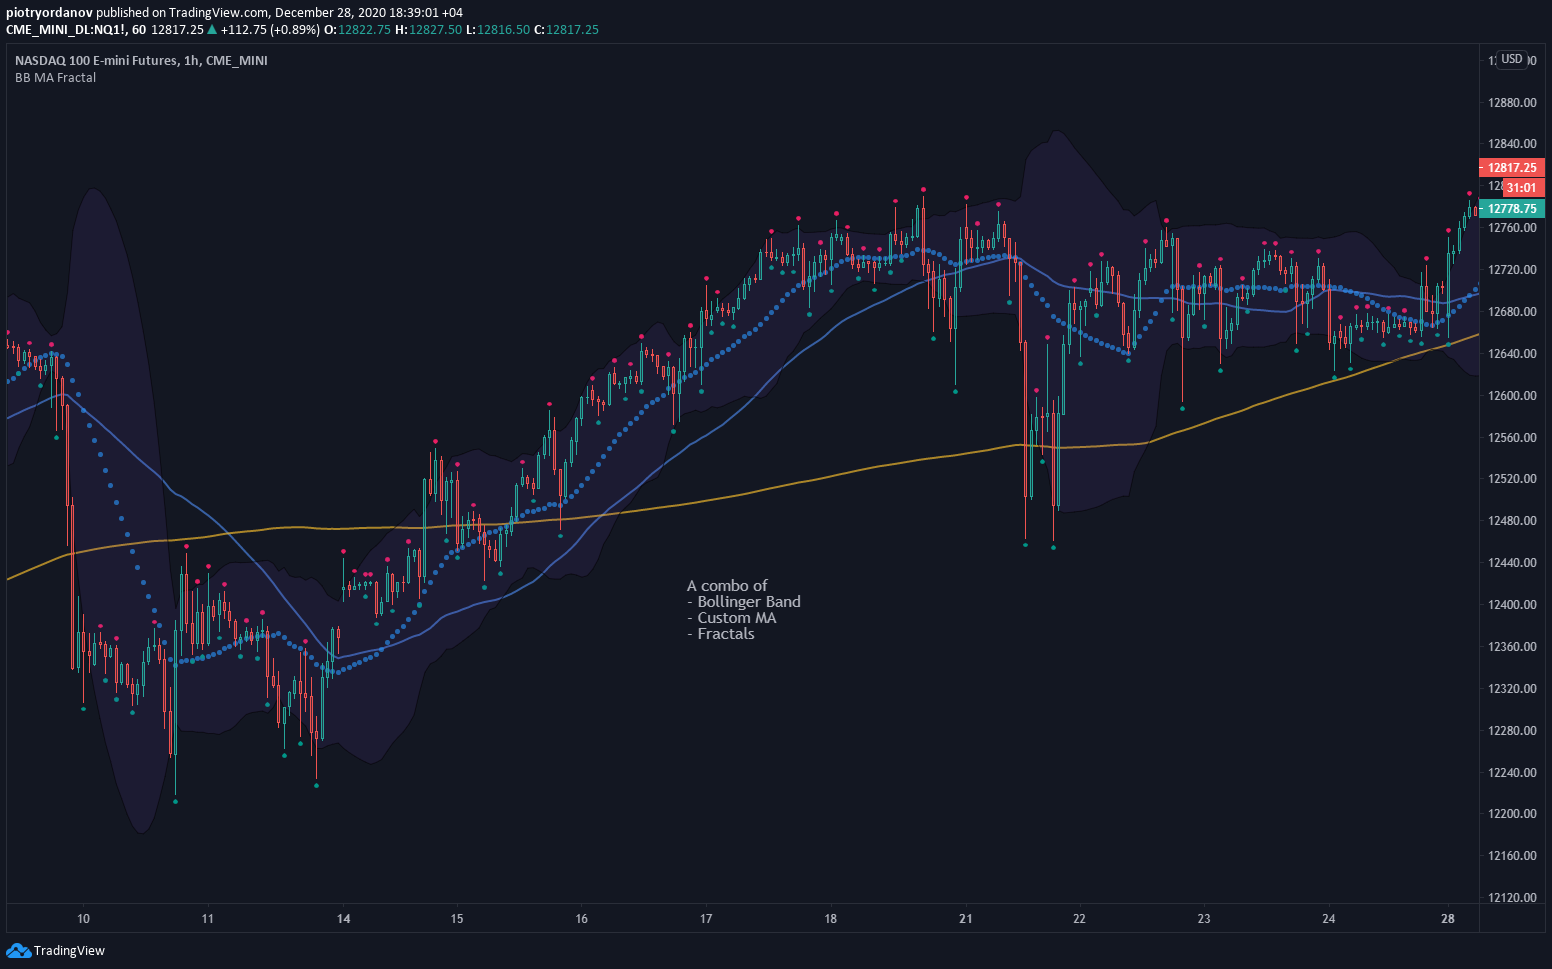 piotryordanov published on TradingView.com, December 28, 2020 18:39:01 +04
CME_MINI_DL:NQ1!, 60 12817.25 ▲ +112.75 (+0.89%) O:12822.75 H:12827.50 L:12816.50 C:12817.25
NASDAQ 100 E-mini Futures, 1h, CME_MINI
BB MA Fractal
USD
12880.00
12840.00
12817.25
31:01
12778.75
12760.00
12720.00
12680.00
12640.00
12600.00
12560.00
12520.00
12480.00
12440.00
12400.00
12360.00
12320.00
12280.00
12240.00
12200.00
12160.00
12120.00
A combo of
- Bollinger Band
- Custom MA
- Fractals
10 11 14 15 16 17 18 21 22 23 24 28
TradingView